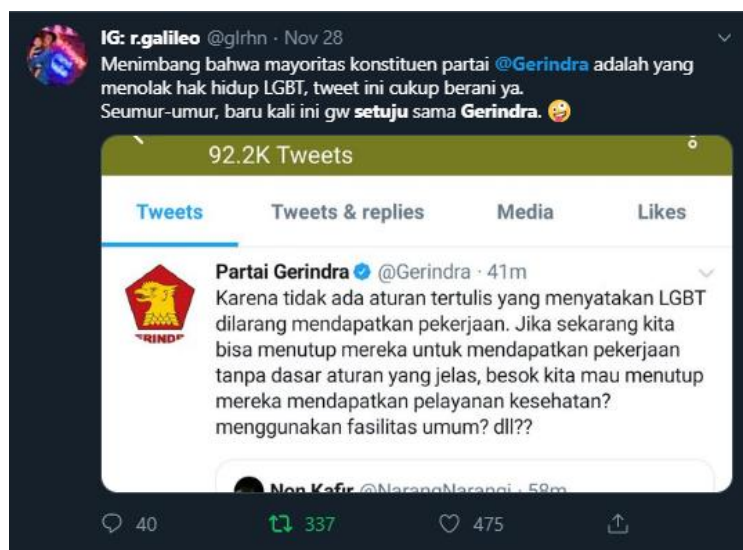 IG: r.galileo @glrhn · Nov 28
Menimbang bahwa mayoritas konstituen partai @Gerindra adalah yang
menolak hak hidup LGBT, tweet ini cukup berani ya.
Seumur-umur, baru kali ini gw setuju sama Gerindra. 🤪
92.2K Tweets
Tweets Tweets & replies Media Likes
Partai Gerindra @Gerindra · 41m
Karena tidak ada aturan tertulis yang menyatakan LGBT
dilarang mendapatkan pekerjaan. Jika sekarang kita
bisa menutup mereka untuk mendapatkan pekerjaan
tanpa dasar aturan yang jelas, besok kita mau menutup
mereka mendapatkan pelayanan kesehatan?
menggunakan fasilitas umum? dll??
Non Kafir @NarangNarangi · 58m
40 337 475